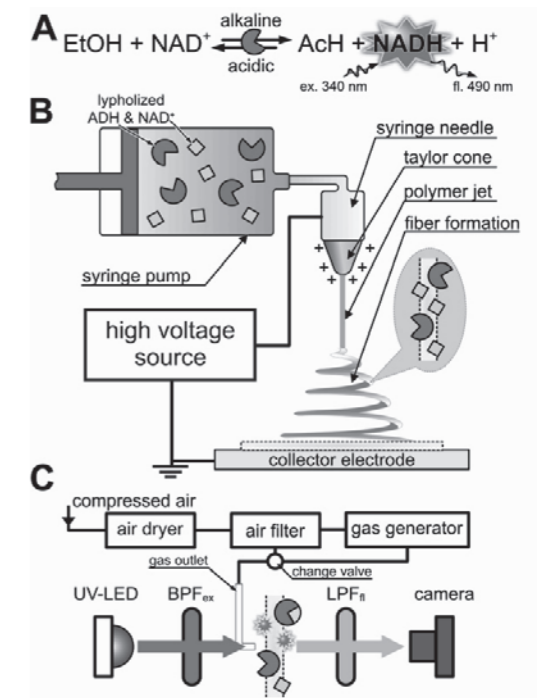 A
alkaline
EtOH + NAD⁺ AcH + NADH + H⁺
acidic
ex. 340 nm fl. 490 nm
B
lypholized
ADH & NAD⁺
syringe needle
taylor cone
polymer jet
fiber formation
syringe pump
high voltage
source
collector electrode
C
compressed air
air dryer
air filter
gas generator
gas outlet
change valve
UV-LED
BPFex
LPFfl
camera